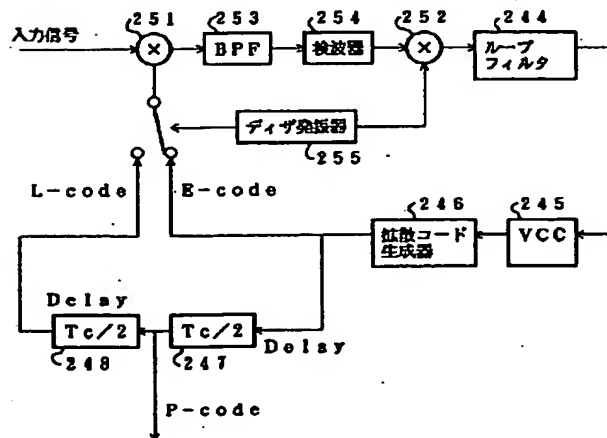 251
253
254
252
244
入力信号
×
BPF
検波器
×
ループ
フィルタ
ディザ発振器
255
L-code
E-code
246
245
拡散コード
生成器
VCC
Delay
Tc/2
Tc/2
Delay
248
247
P-code